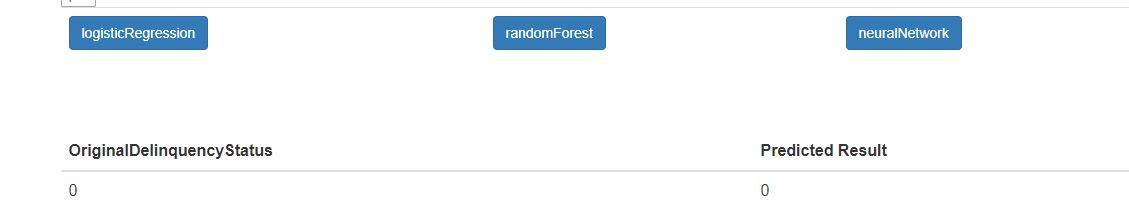 logisticRegression randomForest neuralNetwork
OriginalDelinquencyStatus Predicted Result
0 0